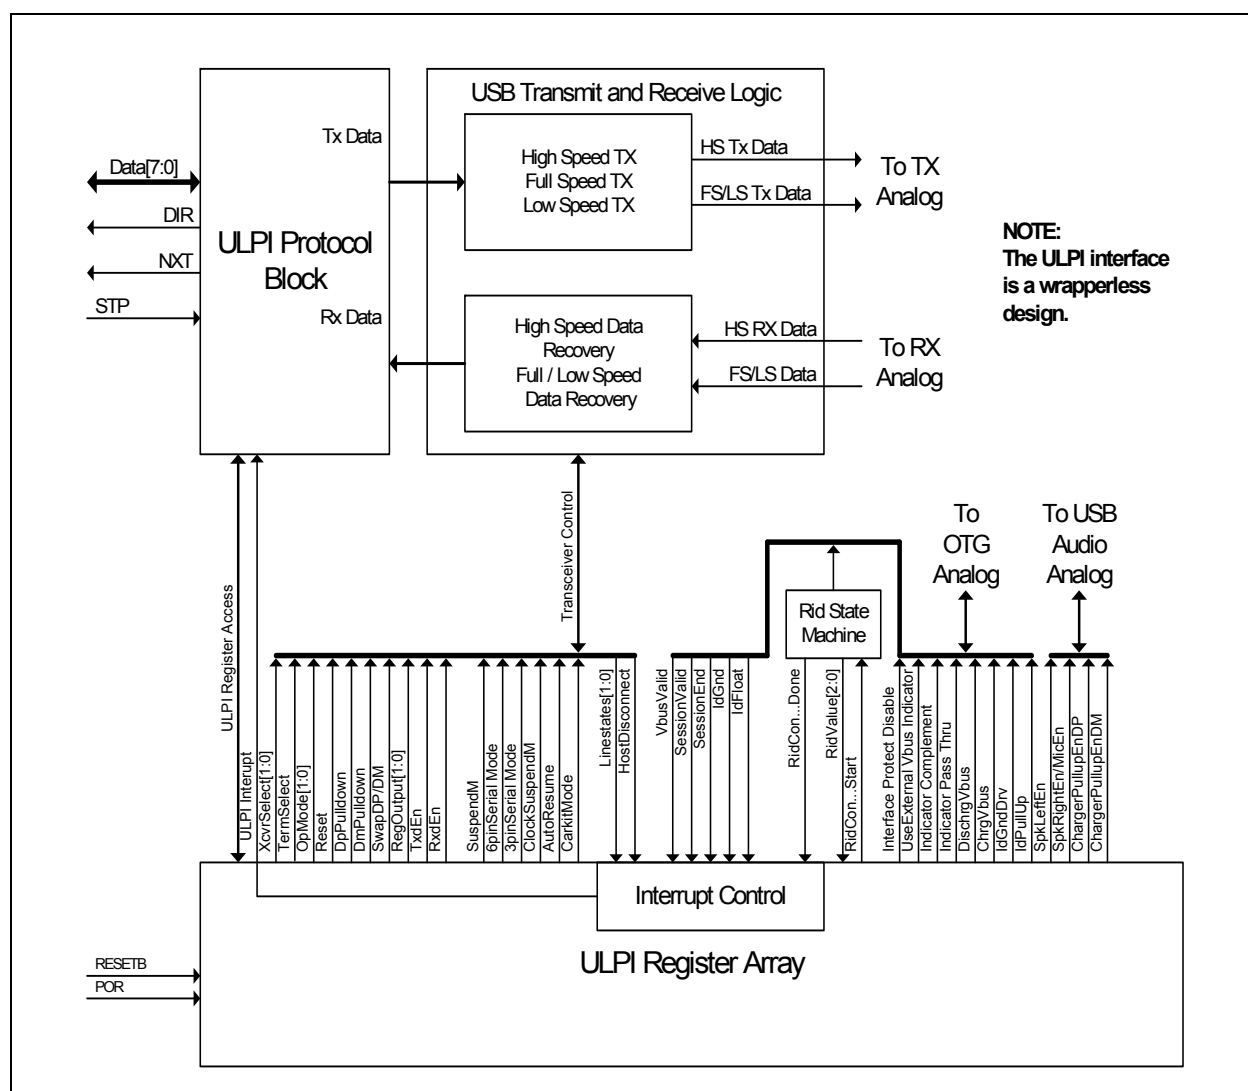 USB Transmit and Receive Logic
Tx Data
High Speed TX
Full Speed TX
Low Speed TX
HS Tx Data
FS/LS Tx Data
To TX
Analog
Data[7:0]
DIR
NXT
STP
ULPI Protocol
Block
Rx Data
High Speed Data
Recovery
Full / Low Speed
Data Recovery
HS RX Data
FS/LS Data
To RX
Analog
NOTE:
The ULPI interface
is a wrapperless
design.
ULPI Register Access
ULPI Interupt
Transceiver Control
To
OTG
Analog
To USB
Audio
Analog
Rid State
Machine
XcvrSelect[1:0]
TermSelect
OpMode[1:0]
Reset
DpPulldown
DmPulldown
SwapDP/DM
RegOutput[1:0]
TxdEn
RxdEn
SuspendM
6pinSerial Mode
3pinSerial Mode
ClockSuspendM
AutoResume
CarkitMode
Linestates[1:0]
HostDisconnect
VbusValid
SessionValid
SessionEnd
IdGnd
IdFloat
RidCon...Done
RidValue[2:0]
RidCon...Start
Interface Protect Disable
UseExternal Vbus Indicator
Indicator Complement
Indicator Pass Thru
DischrgVbus
ChrgVbus
IdGndDrv
IdPullUp
SpkLeftEn
SpkRightEn/MicEn
ChargerPullupEnDP
ChargerPullupEnDM
Interrupt Control
ULPI Register Array
RESETB
POR